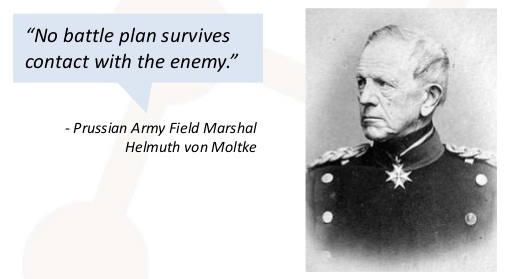 “No battle plan survives
contact with the enemy.”
- Prussian Army Field Marshal
Helmuth von Moltke